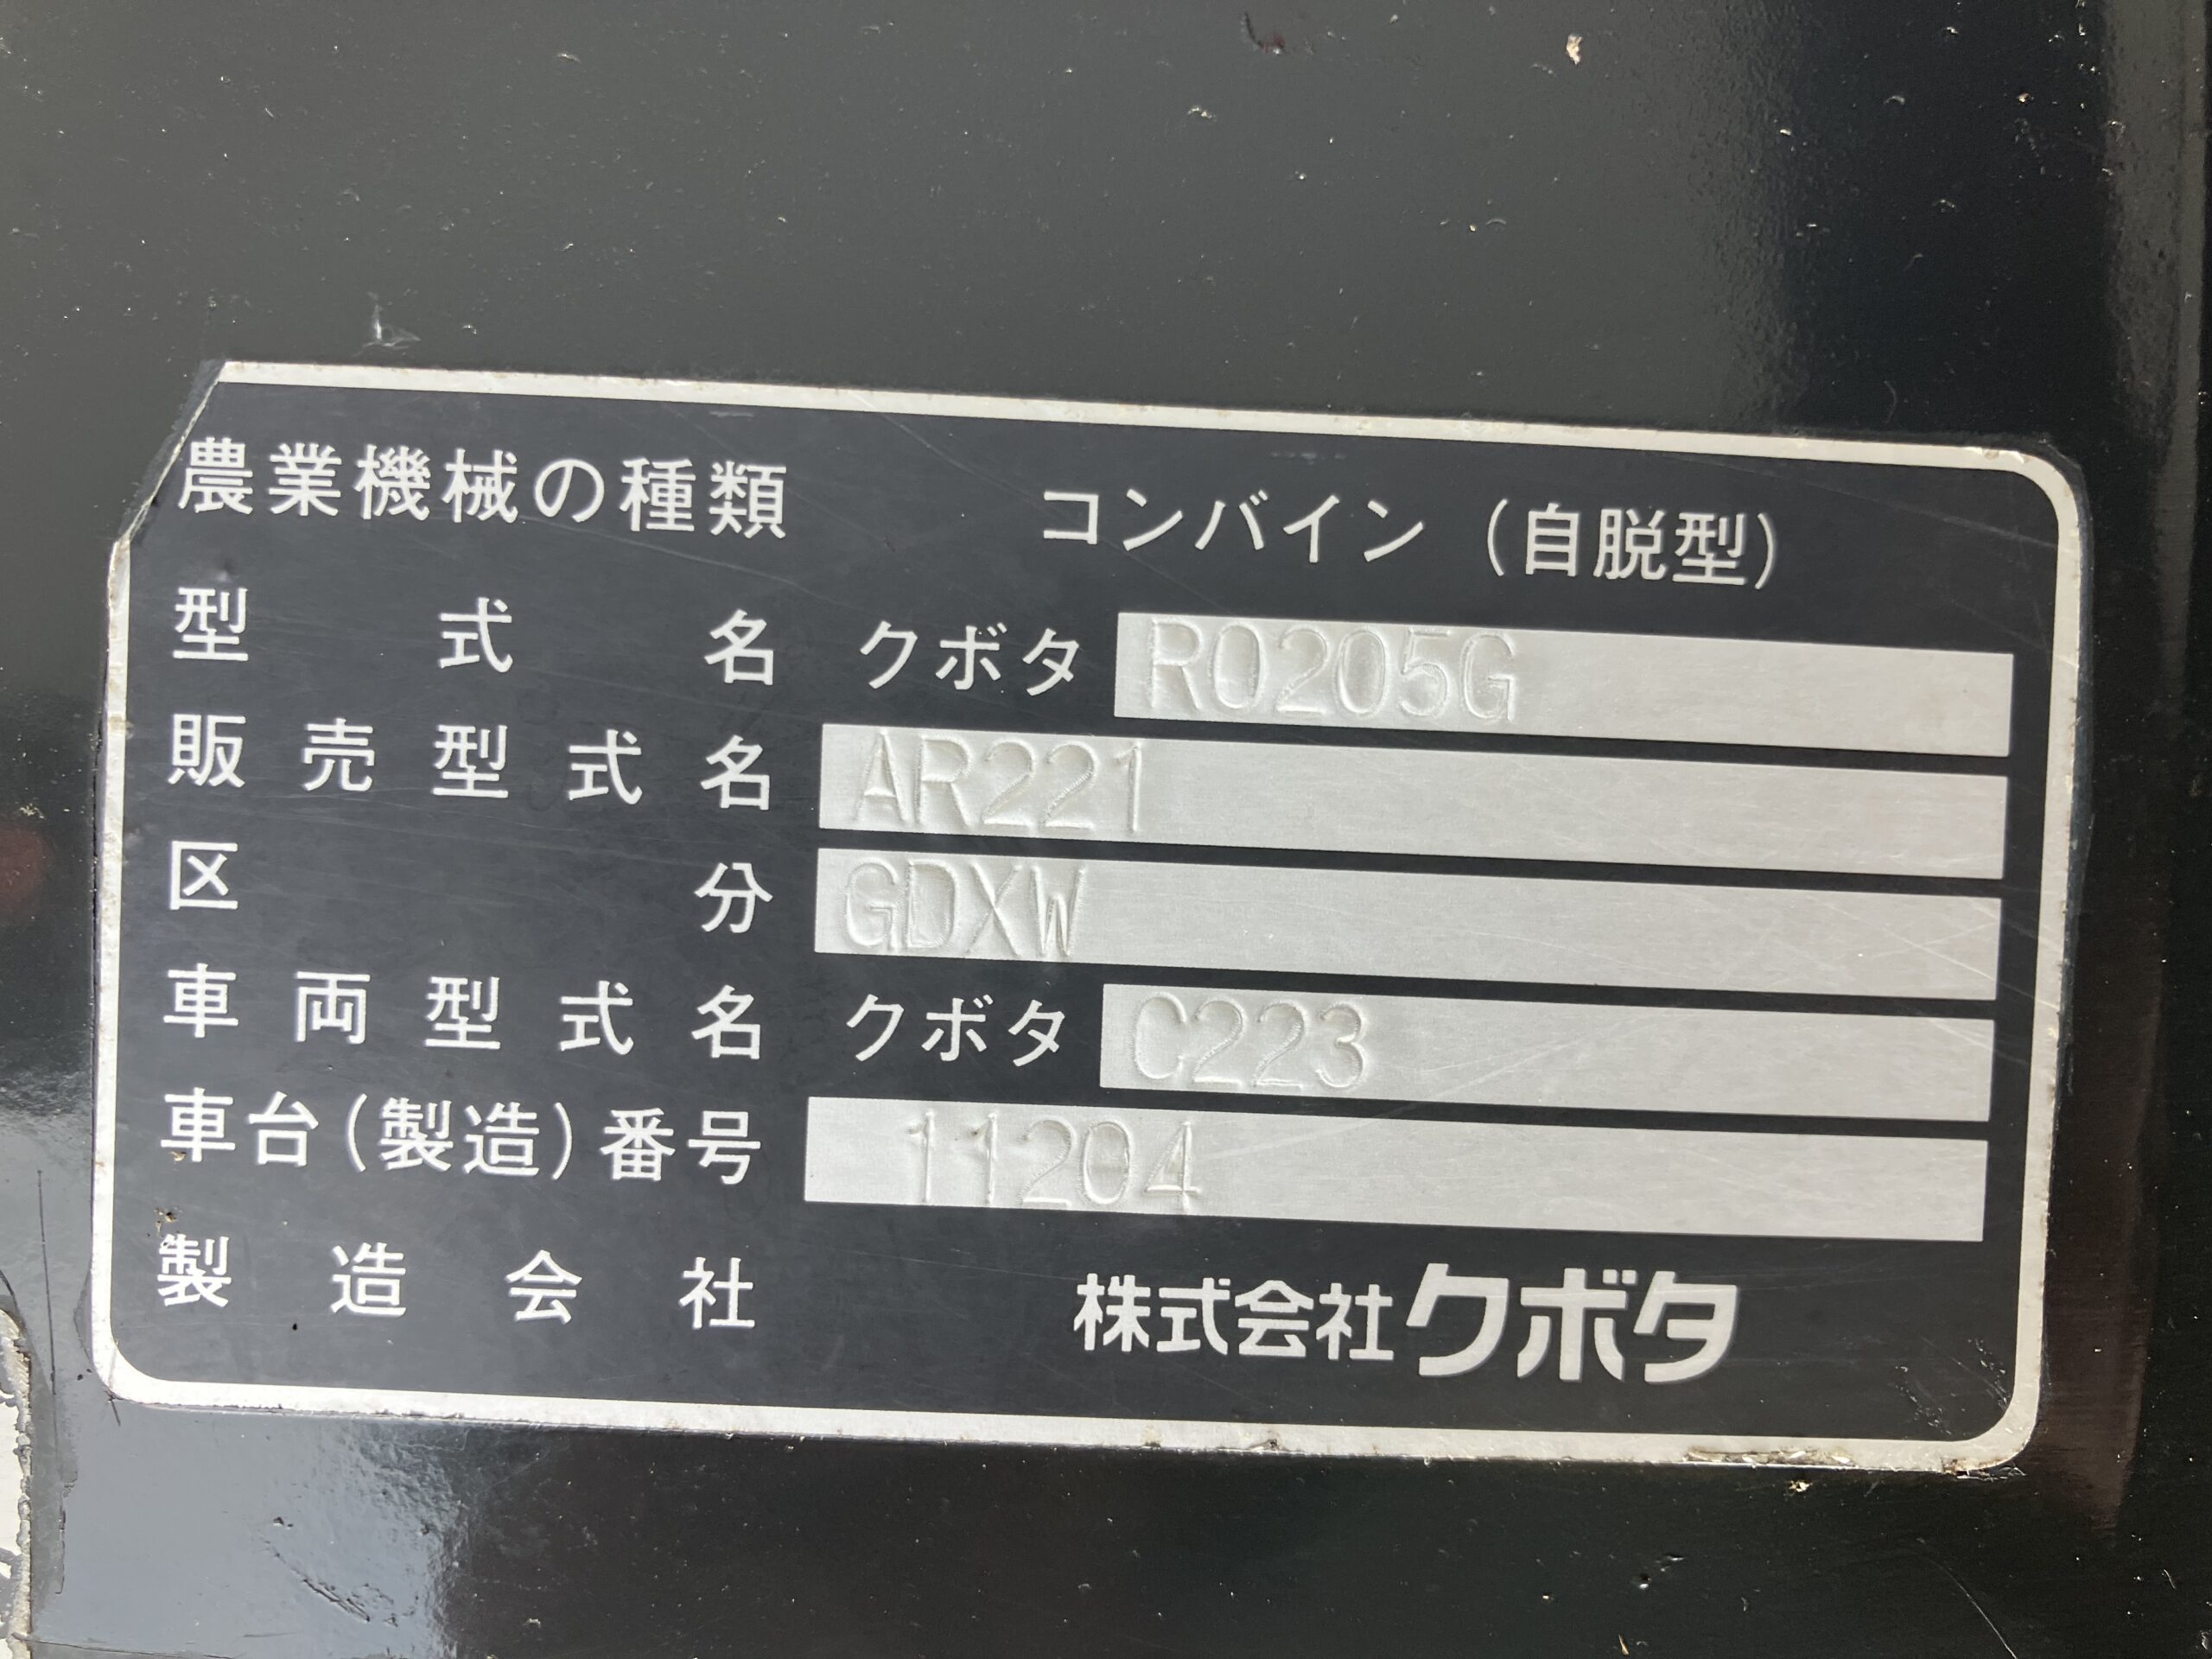 農業機械の種類 コンバイン (自脱型)
型式名 クボタ R0205G
販売型式名 AR221
区分 GDXW
車両型式名 クボタ C223
車台(製造)番号 11204
製造会社 株式会社クボタ